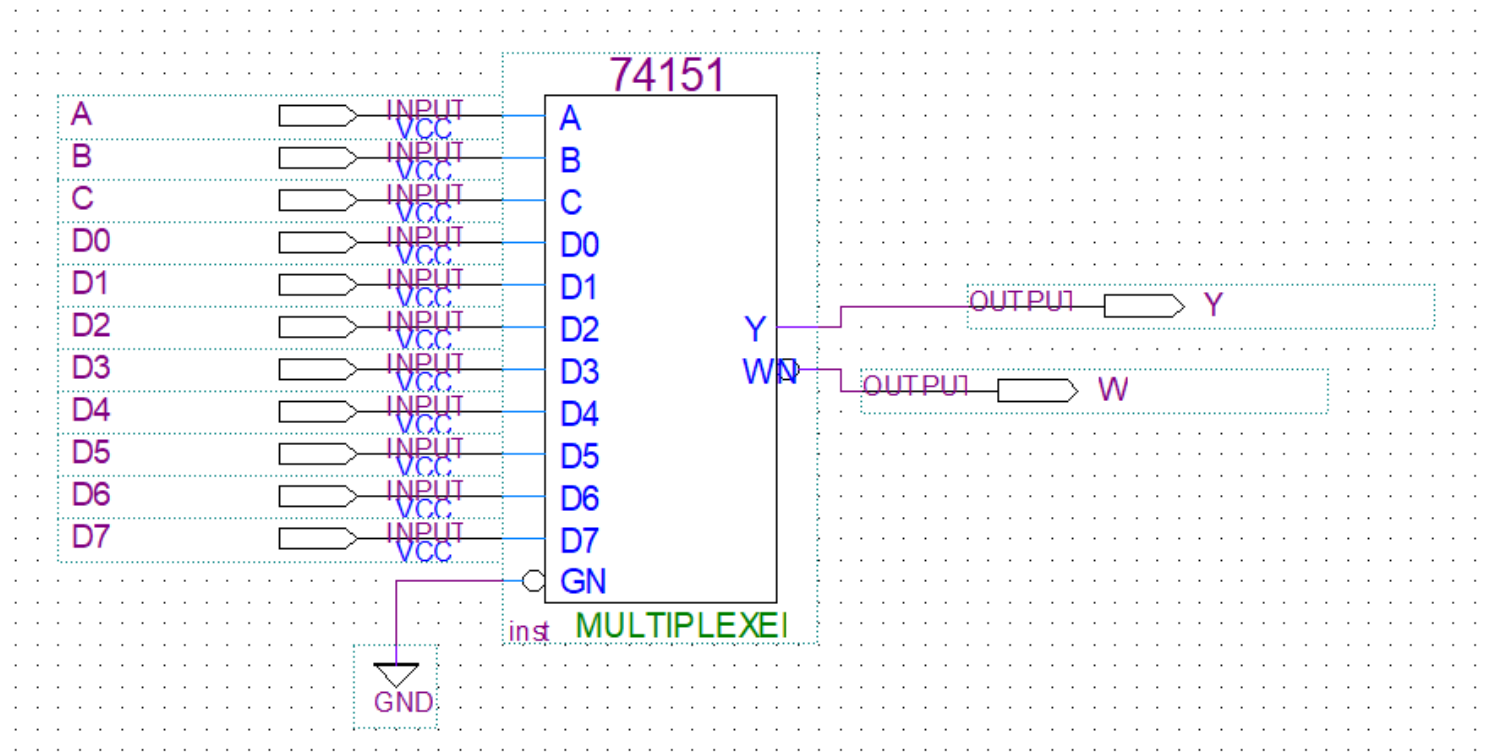 74151
A INPUT VCC A
B INPUT VCC B
C INPUT VCC C
D0 INPUT VCC D0
D1 INPUT VCC D1
D2 INPUT VCC D2
D3 INPUT VCC D3
D4 INPUT VCC D4
D5 INPUT VCC D5
D6 INPUT VCC D6
D7 INPUT VCC D7
GN
Y OUTPUT Y
WN OUTPUT W
inst MULTIPLEXER
GND